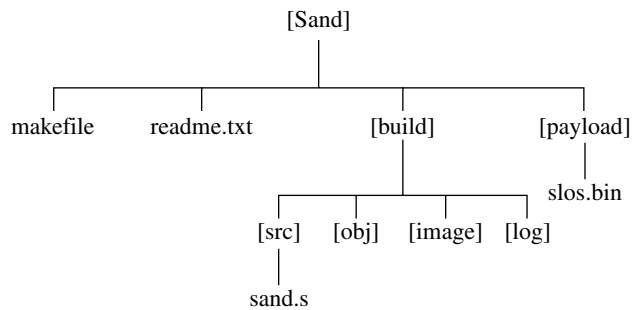 [Sand]
makefile readme.txt [build] [payload]
slos.bin
[src] [obj] [image] [log]
sand.s